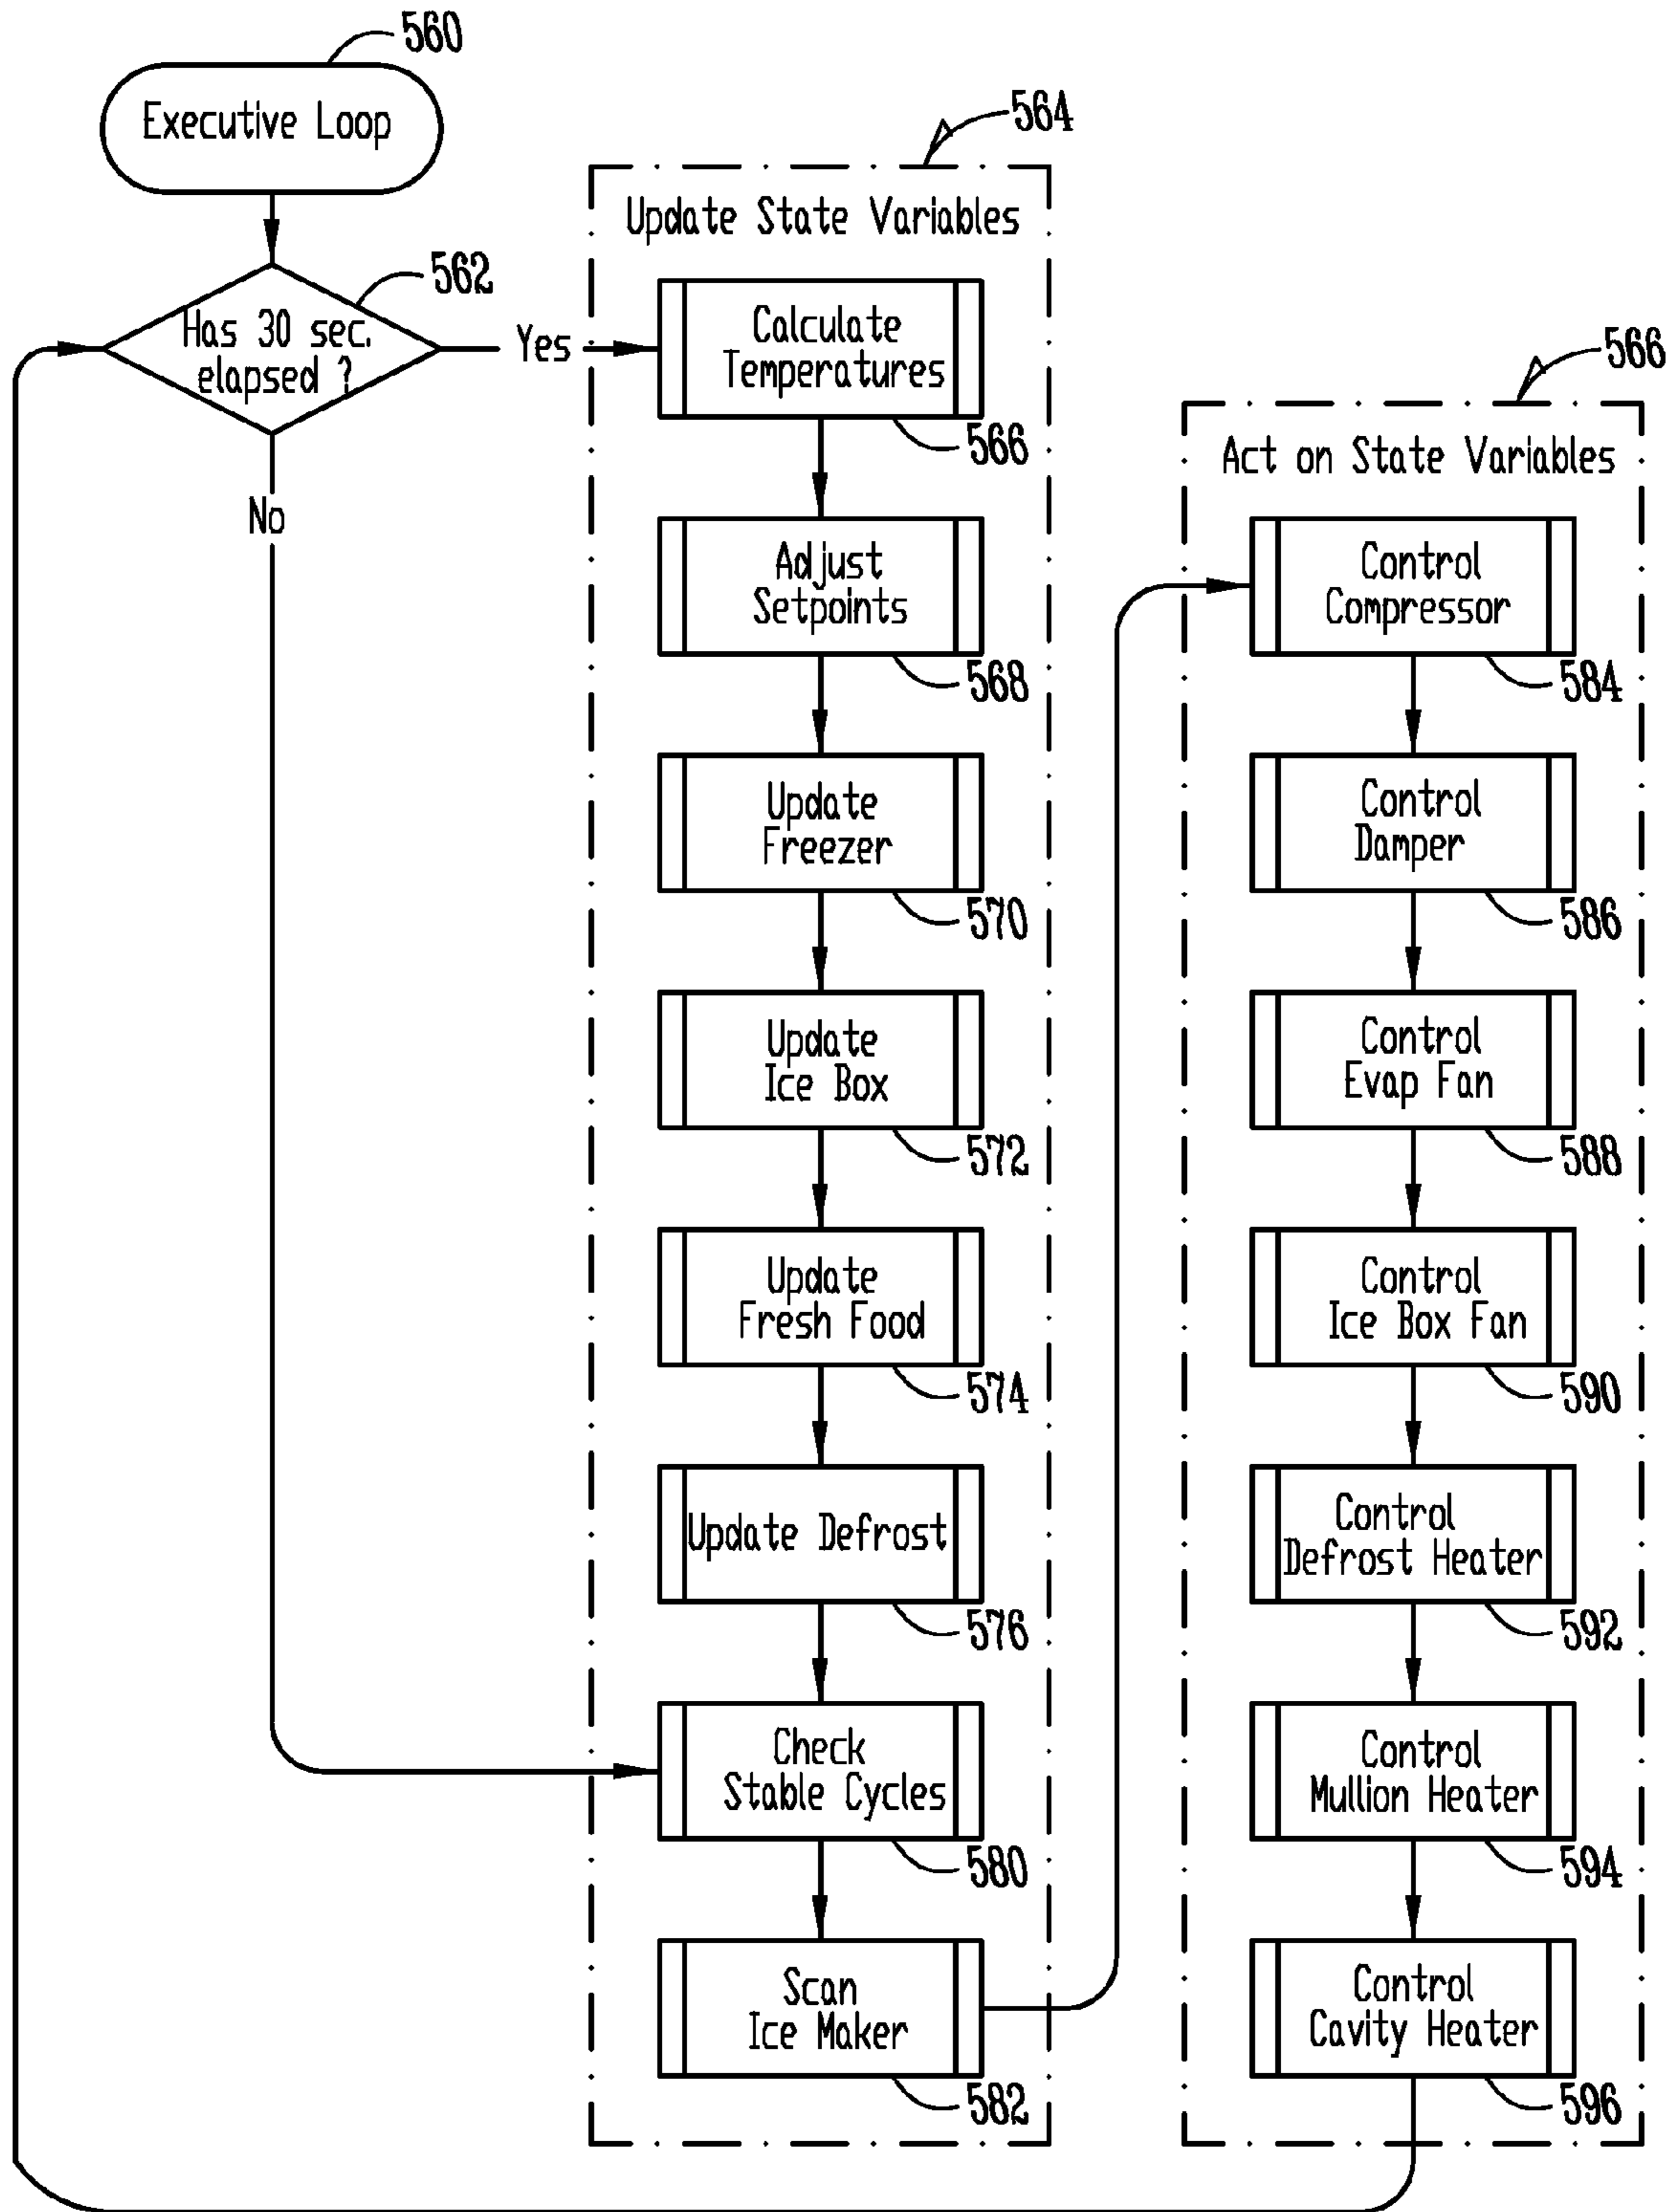 560
Executive Loop
562
Has 30 sec.
elapsed ?
Yes
No
564
Update State Variables
Calculate
Temperatures
566
Adjust
Setpoints
568
Update
Freezer
570
Update
Ice Box
572
Update
Fresh Food
574
Update Defrost
576
Check
Stable Cycles
580
Scan
Ice Maker
582
566
Act on State Variables
Control
Compressor
584
Control
Damper
586
Control
Evap Fan
588
Control
Ice Box Fan
590
Control
Defrost Heater
592
Control
Mullion Heater
594
Control
Cavity Heater
596